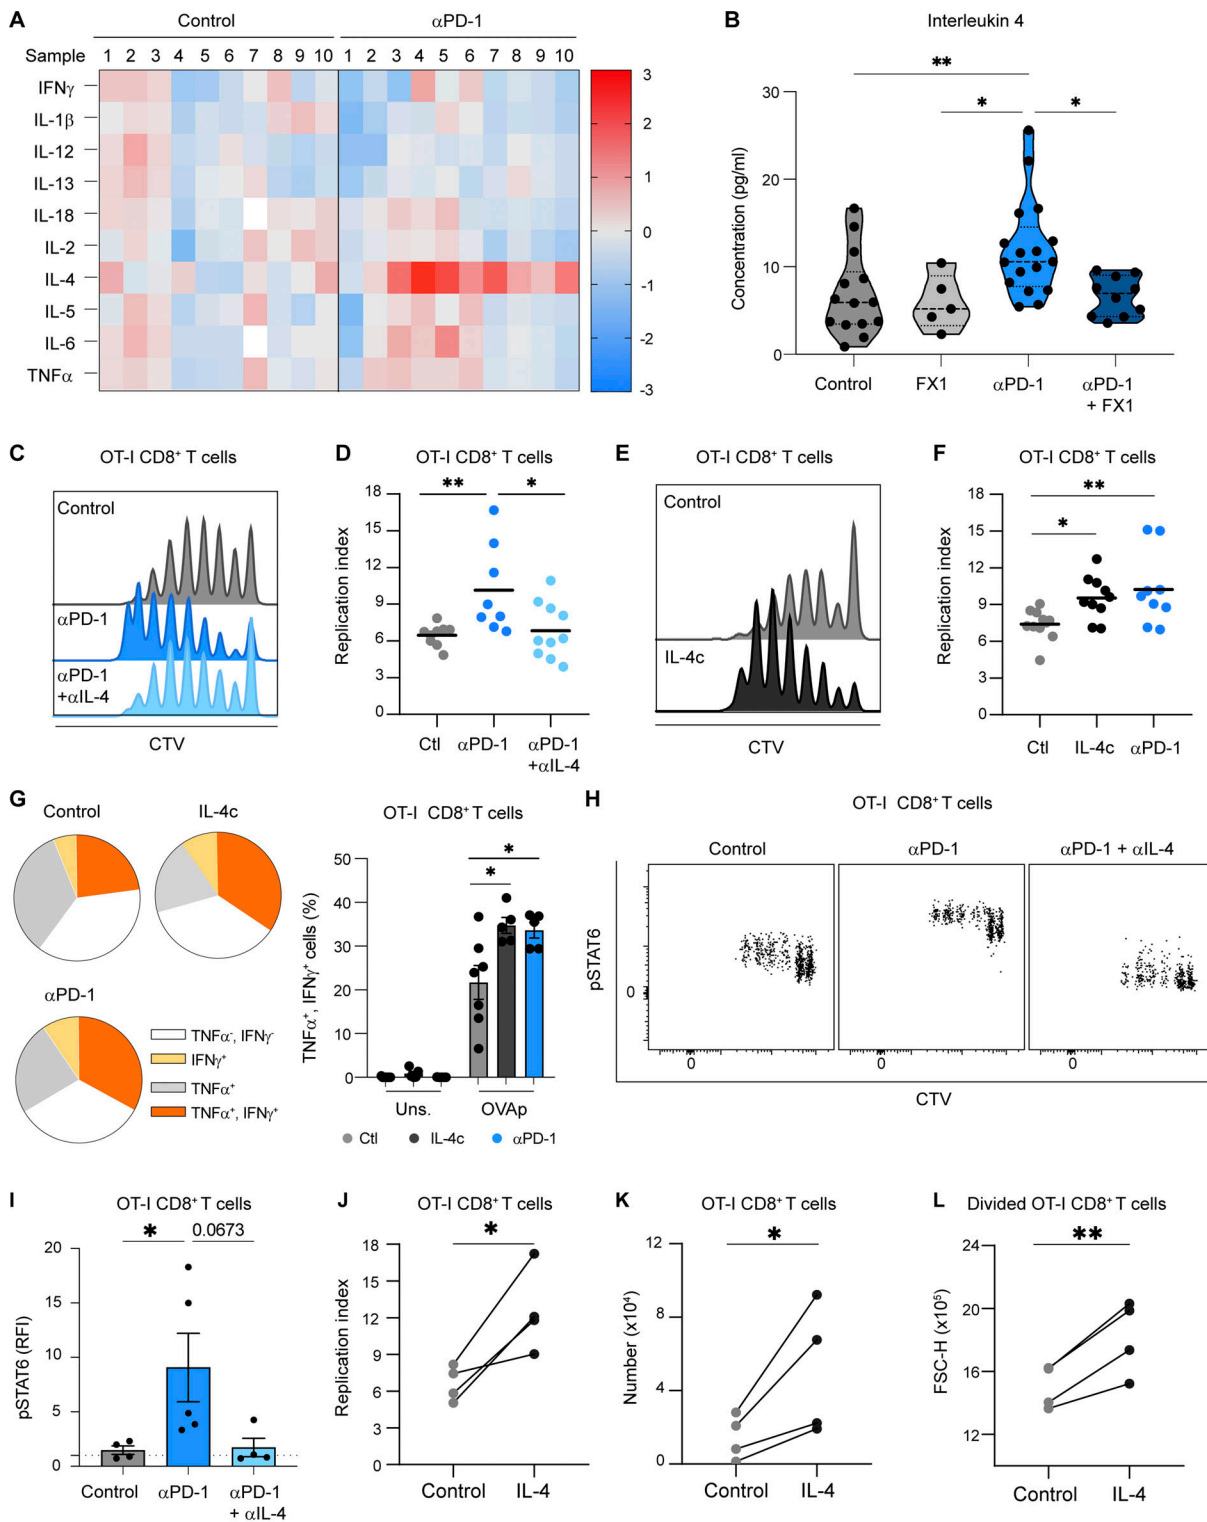 A
Control
αPD-1
Sample 1 2 3 4 5 6 7 8 9 10 1 2 3 4 5 6 7 8 9 10
IFNγ
IL-1β
IL-12
IL-13
IL-18
IL-2
IL-4
IL-5
IL-6
TNFα
3
2
1
0
-1
-2
-3
B
Interleukin 4
** 
* *
Concentration (pg/ml)
30
20
10
0
Control FX1 αPD-1 αPD-1
+ FX1
C
OT-I CD8⁺ T cells
Control
αPD-1
αPD-1
+αIL-4
CTV
D
OT-I CD8⁺ T cells
** *
Replication index
18
15
12
9
6
3
0
Ctl αPD-1 αPD-1
+αIL-4
E
OT-I CD8⁺ T cells
Control
IL-4c
CTV
F
OT-I CD8⁺ T cells
**
*
Replication index
18
15
12
9
6
3
0
Ctl IL-4c αPD-1
G
Control
IL-4c
αPD-1
TNFα⁻, IFNγ⁻
IFNγ⁺
TNFα⁺
TNFα⁺, IFNγ⁺
OT-I CD8⁺ T cells
*
*
TNFα⁺, IFNγ⁺ cells (%)
50
40
30
20
10
0
Uns. OVAp
Ctl IL-4c αPD-1
H
OT-I CD8⁺ T cells
Control αPD-1 αPD-1 + αIL-4
pSTAT6
0
0 0 0
CTV
I
OT-I CD8⁺ T cells
* 0.0673
pSTAT6 (RFI)
20
15
10
5
0
Control αPD-1 αPD-1
+ αIL-4
J
OT-I CD8⁺ T cells
*
Replication index
18
15
12
9
6
3
0
Control IL-4
K
OT-I CD8⁺ T cells
*
Number (x10⁴)
12
8
4
0
Control IL-4
L
Divided OT-I CD8⁺ T cells
**
FSC-H (x10⁵)
24
20
16
12
Control IL-4